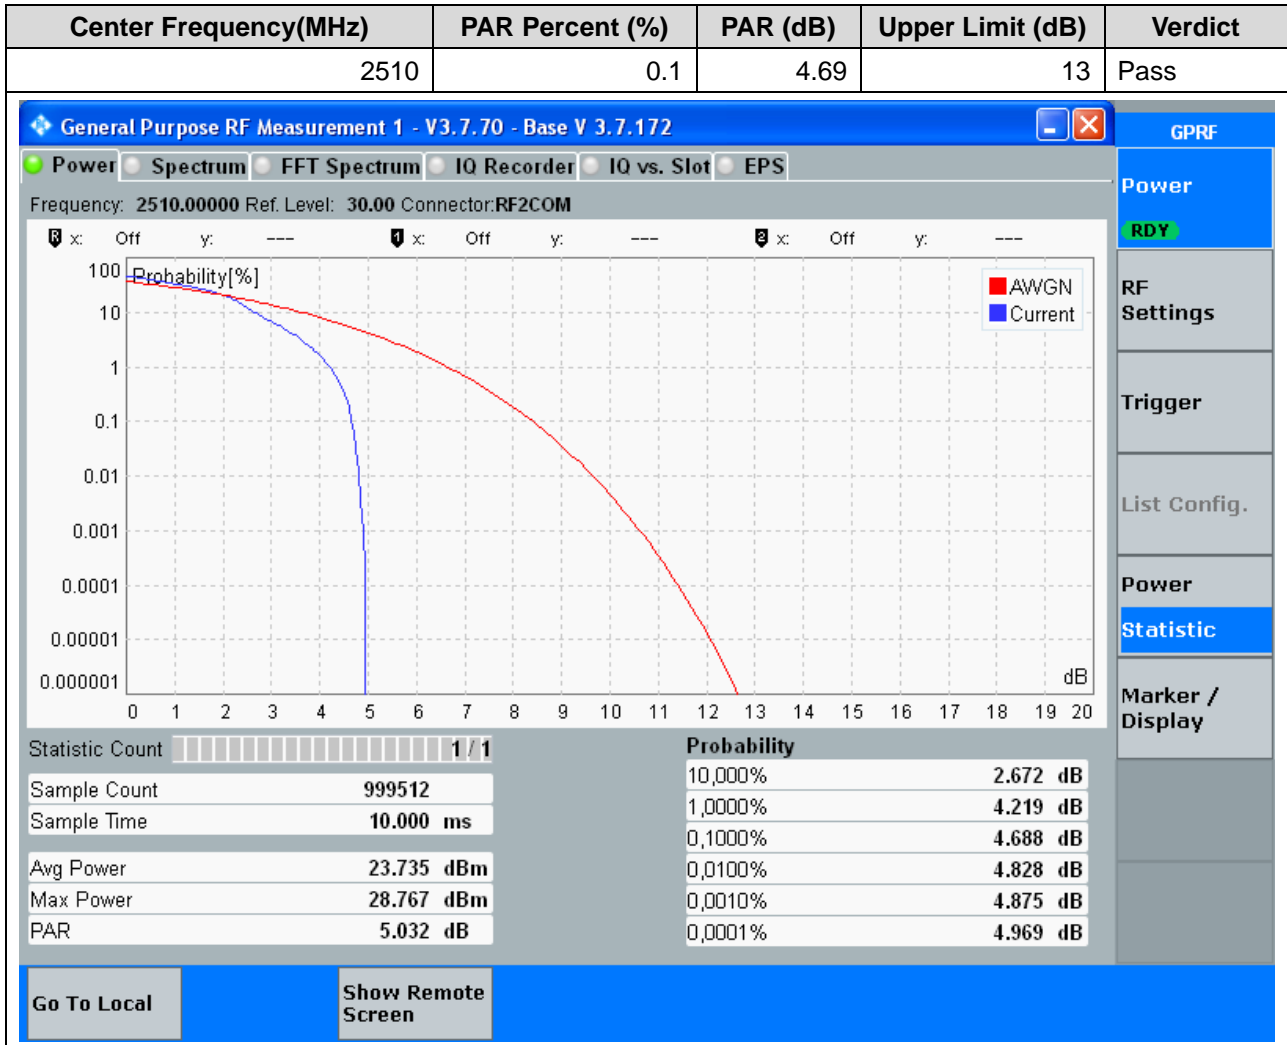 Center Frequency(MHz) PAR Percent (%) PAR (dB) Upper Limit (dB) Verdict
2510 0.1 4.69 13 Pass
General Purpose RF Measurement 1 - V3.7.70 - Base V 3.7.172
GPRF
Power Spectrum FFT Spectrum IQ Recorder IQ vs. Slot EPS
Power
RDY
Frequency: 2510.00000 Ref. Level: 30.00 Connector:RF2COM
R x: Off y: --- 1 x: Off y: --- 2 x: Off y: ---
100 Probability[%]
AWGN
Current
10
1
0.1
0.01
0.001
0.0001
0.00001
0.000001
dB
0 1 2 3 4 5 6 7 8 9 10 11 12 13 14 15 16 17 18 19 20
RF
Settings
Trigger
List Config.
Power
Statistic
Marker /
Display
Statistic Count 1 / 1
Sample Count 999512
Sample Time 10.000 ms
Avg Power 23.735 dBm
Max Power 28.767 dBm
PAR 5.032 dB
Probability
10,000% 2.672 dB
1,0000% 4.219 dB
0,1000% 4.688 dB
0,0100% 4.828 dB
0,0010% 4.875 dB
0,0001% 4.969 dB
Go To Local
Show Remote
Screen